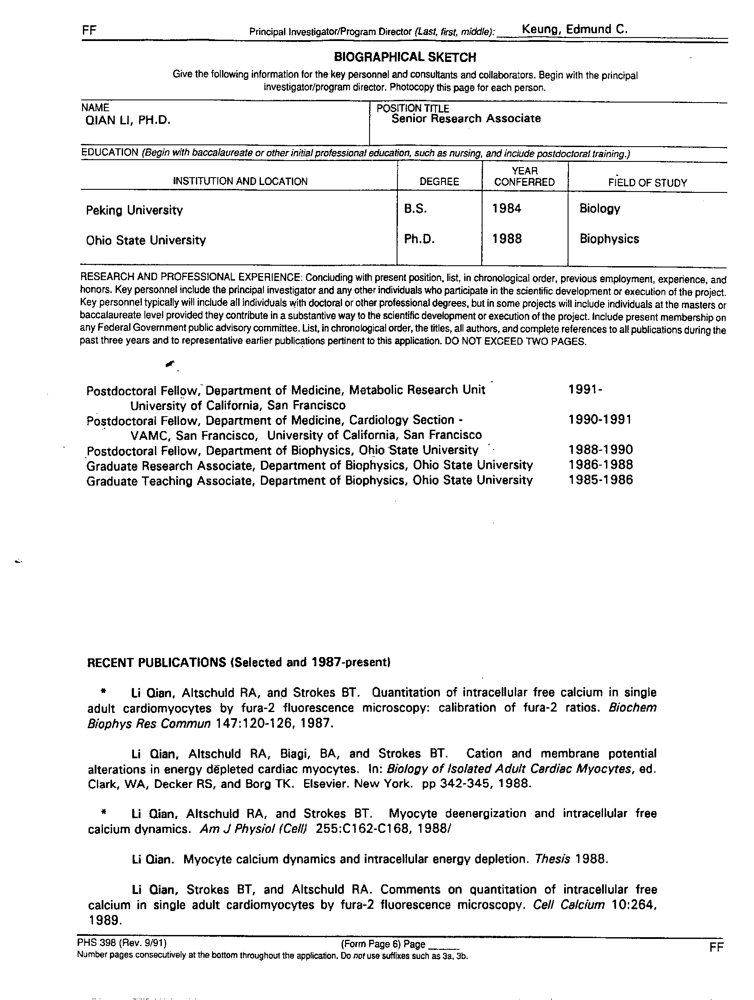 FF Principal Investigator/Program Director (Last, first, middle): Keung, Edmund C.
BIOGRAPHICAL SKETCH
Give the following information for the key personnel and consultants and collaborators. Begin with the principal
investigator/program director. Photocopy this page for each person.
NAME POSITION TITLE
QIAN LI, PH.D. Senior Research Associate
EDUCATION (Begin with baccalaureate or other initial professional education, such as nursing, and include postdoctoral training.)
INSTITUTION AND LOCATION DEGREE YEAR CONFERRED FIELD OF STUDY
Peking University B.S. 1984 Biology
Ohio State University Ph.D. 1988 Biophysics
RESEARCH AND PROFESSIONAL EXPERIENCE: Concluding with present position, list, in chronological order, previous employment, experience, and
honors. Key personnel include the principal investigator and any other individuals who participate in the scientific development or execution of the project.
Key personnel typically will include all individuals with doctoral or other professional degrees, but in some projects will include individuals at the masters or
baccalaureate level provided they contribute in a substantive way to the scientific development or execution of the project. Include present membership on
any Federal Government public advisory committee. List, in chronological order, the titles, all authors, and complete references to all publications during the
past three years and to representative earlier publications pertinent to this application. DO NOT EXCEED TWO PAGES.
Postdoctoral Fellow, Department of Medicine, Metabolic Research Unit 1991-
University of California, San Francisco
Postdoctoral Fellow, Department of Medicine, Cardiology Section - 1990-1991
VAMC, San Francisco, University of California, San Francisco
Postdoctoral Fellow, Department of Biophysics, Ohio State University 1988-1990
Graduate Research Associate, Department of Biophysics, Ohio State University 1986-1988
Graduate Teaching Associate, Department of Biophysics, Ohio State University 1985-1986
RECENT PUBLICATIONS (Selected and 1987-present)
* Li Qian, Altschuld RA, and Strokes BT. Quantitation of intracellular free calcium in single
adult cardiomyocytes by fura-2 fluorescence microscopy: calibration of fura-2 ratios. Biochem
Biophys Res Commun 147:120-126, 1987.
Li Qian, Altschuld RA, Biagi, BA, and Strokes BT. Cation and membrane potential
alterations in energy depleted cardiac myocytes. In: Biology of Isolated Adult Cardiac Myocytes, ed.
Clark, WA, Decker RS, and Borg TK. Elsevier. New York. pp 342-345, 1988.
* Li Qian, Altschuld RA, and Strokes BT. Myocyte deenergization and intracellular free
calcium dynamics. Am J Physiol (Cell) 255:C162-C168, 1988/
Li Qian. Myocyte calcium dynamics and intracellular energy depletion. Thesis 1988.
Li Qian, Strokes BT, and Altschuld RA. Comments on quantitation of intracellular free
calcium in single adult cardiomyocytes by fura-2 fluorescence microscopy. Cell Calcium 10:264,
1989.
PHS 398 (Rev. 9/91) (Form Page 6) Page ______ FF
Number pages consecutively at the bottom throughout the application. Do not use suffixes such as 3a, 3b.